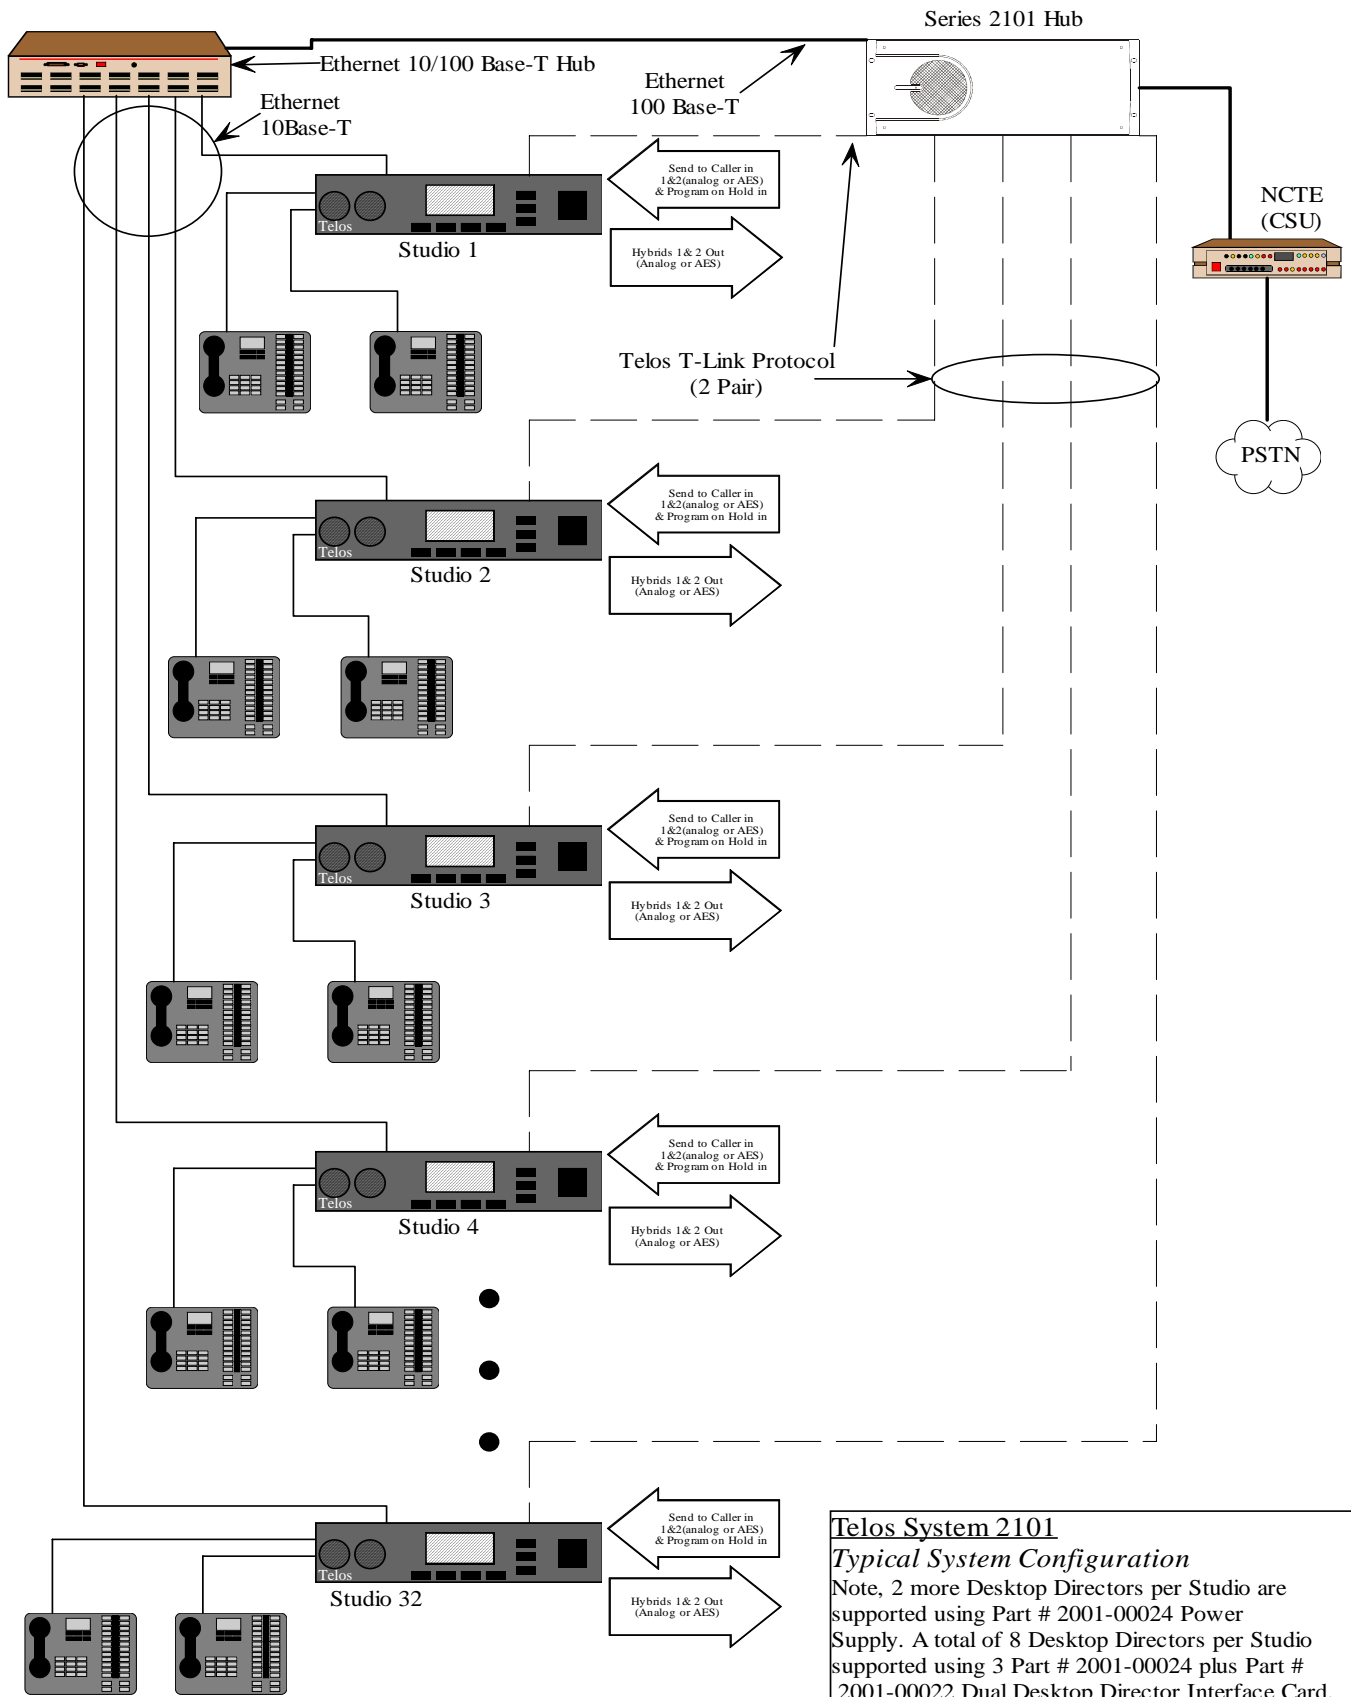 Series 2101 Hub
Ethernet 10/100 Base-T Hub
Ethernet
100 Base-T
Ethernet
10Base-T
Send to Caller in
1&2(analog or AES)
& Program on Hold in
Telos
Studio 1
Hybrids 1& 2 Out
(Analog or AES)
NCTE
(CSU)
Telos T-Link Protocol
(2 Pair)
PSTN
Send to Caller in
1&2(analog or AES)
& Program on Hold in
Telos
Studio 2
Hybrids 1& 2 Out
(Analog or AES)
Send to Caller in
1&2(analog or AES)
& Program on Hold in
Telos
Studio 3
Hybrids 1& 2 Out
(Analog or AES)
Send to Caller in
1&2(analog or AES)
& Program on Hold in
Telos
Studio 4
Hybrids 1& 2 Out
(Analog or AES)
Send to Caller in
1&2(analog or AES)
& Program on Hold in
Telos
Studio 32
Hybrids 1& 2 Out
(Analog or AES)
Telos System 2101
Typical System Configuration
Note, 2 more Desktop Directors per Studio are
supported using Part # 2001-00024 Power
Supply. A total of 8 Desktop Directors per Studio
supported using 3 Part # 2001-00024 plus Part #
2001-00022 Dual Desktop Director Interface Card.